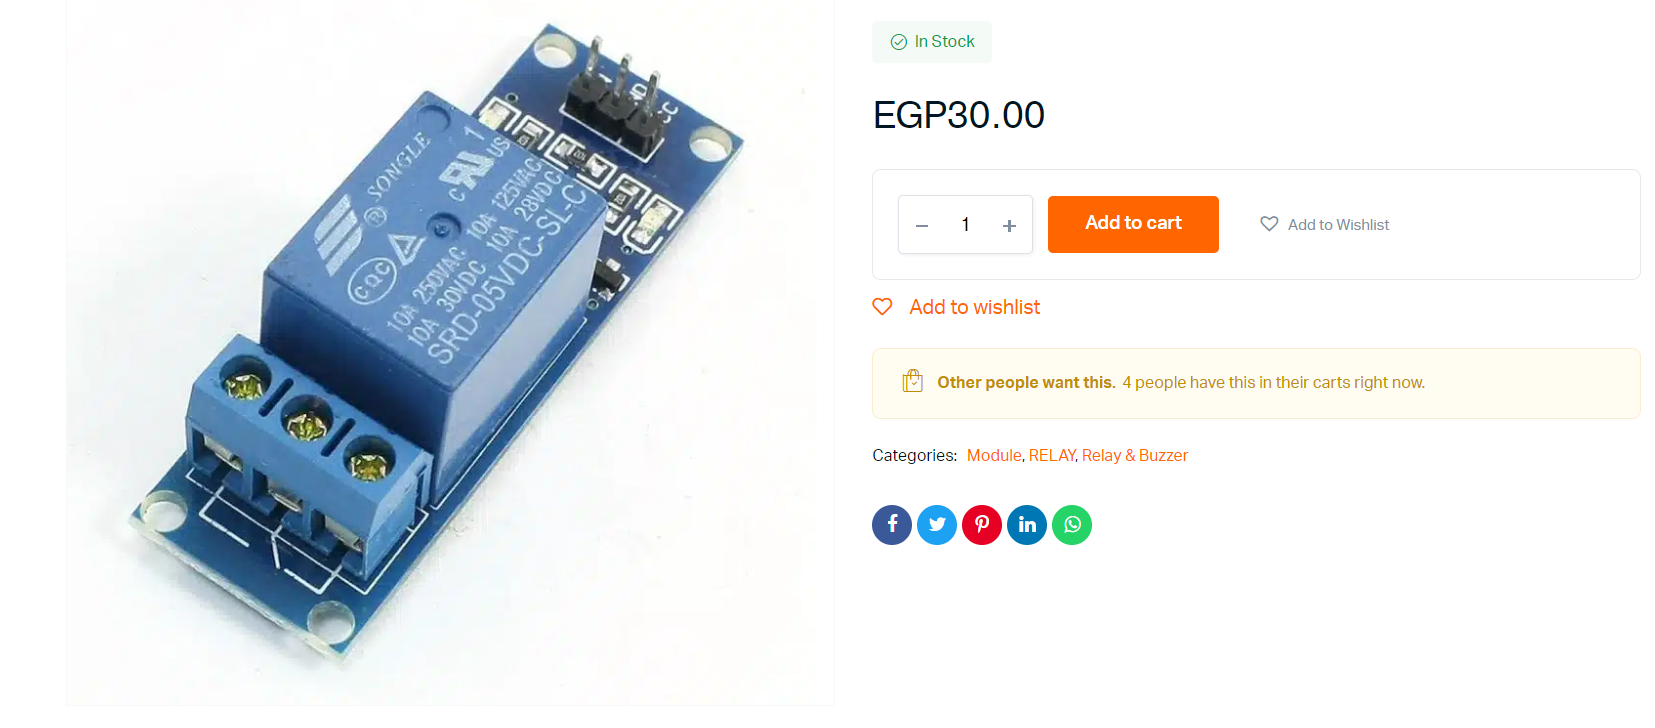 SONGLE
®
1
C
US
CQC
10A 250VAC 10A 125VAC
10A 30VDC 10A 28VDC
SRD-05VDC-SL-C
In Stock
EGP30.00
− 1 +
Add to cart
Add to Wishlist
Add to wishlist
Other people want this. 4 people have this in their carts right now.
Categories: Module, RELAY, Relay & Buzzer